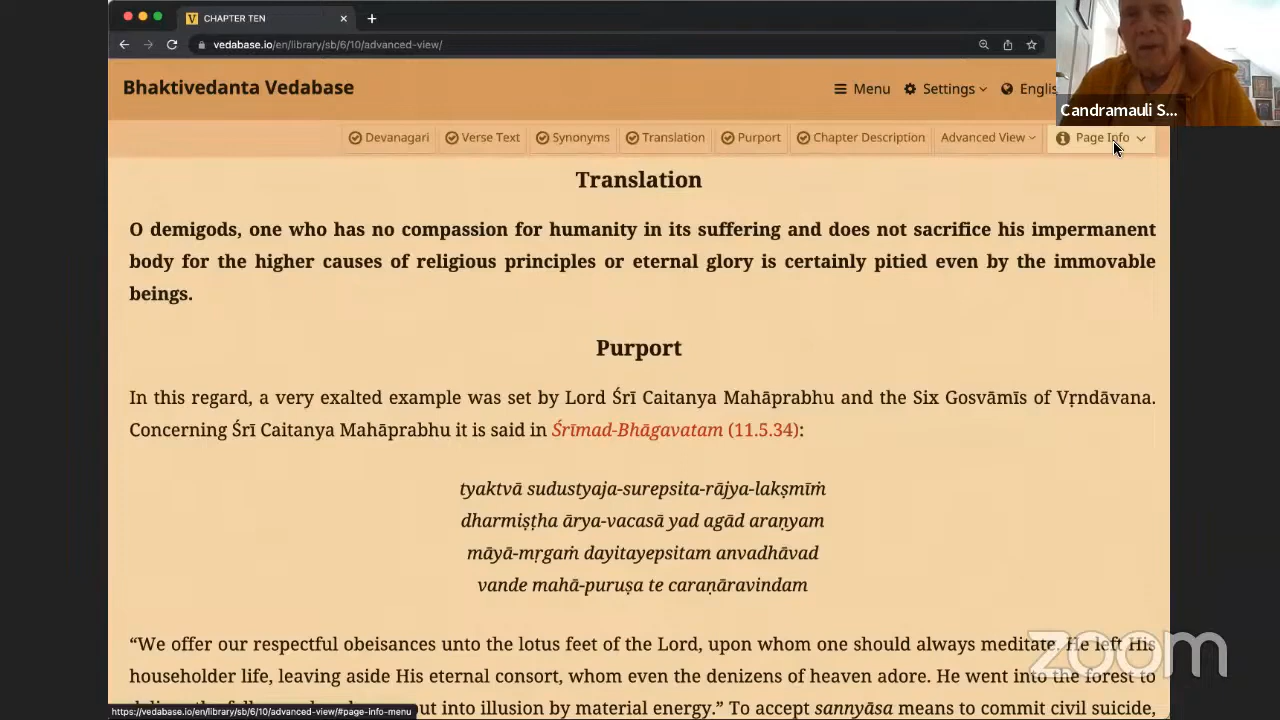 CHAPTER TEN
vedabase.io/en/library/sb/6/10/advanced-view/
Candramauli S...
Bhaktivedanta Vedabase
Menu
Settings
Englis
Devanagari
Verse Text
Synonyms
Translation
Purport
Chapter Description
Advanced View
Page Info
Translation
O demigods, one who has no compassion for humanity in its suffering and does not sacrifice his impermanent
body for the higher causes of religious principles or eternal glory is certainly pitied even by the immovable
beings.
Purport
In this regard, a very exalted example was set by Lord Śrī Caitanya Mahāprabhu and the Six Gosvāmīs of Vṛndāvana.
Concerning Śrī Caitanya Mahāprabhu it is said in Śrīmad-Bhāgavatam (11.5.34):
tyaktvā sudustyaja-surepsita-rājya-lakṣmīṁ
dharmiṣṭha ārya-vacasā yad agād araṇyam
māyā-mṛgaṁ dayitayepsitam anvadhāvad
vande mahā-puruṣa te caraṇāravindam
“We offer our respectful obeisances unto the lotus feet of the Lord, upon whom one should always meditate. He left His
householder life, leaving aside His eternal consort, whom even the denizens of heaven adore. He went into the forest to
out into illusion by material energy.” To accept sannyāsa means to commit civil suicide,
https://vedabase.io/en/library/sb/6/10/advanced-view/#page-info-menu
zoom